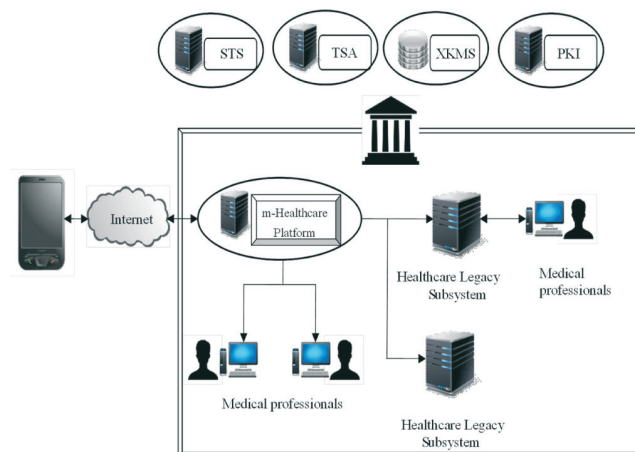 STS
TSA
XKMS
PKI
Internet
m-Healthcare
Platform
Healthcare Legacy
Subsystem
Medical
professionals
Medical professionals
Healthcare Legacy
Subsystem